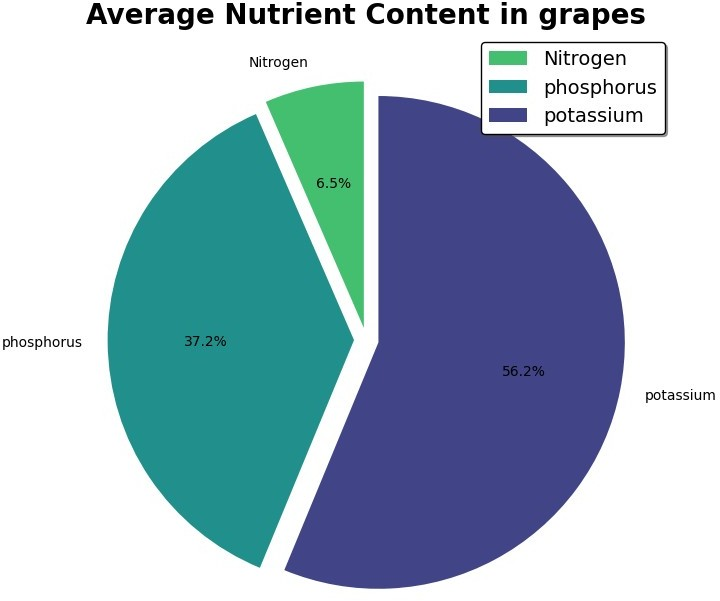 Average Nutrient Content in grapes
Nitrogen
Nitrogen
phosphorus
potassium
6.5%
phosphorus
37.2%
56.2%
potassium